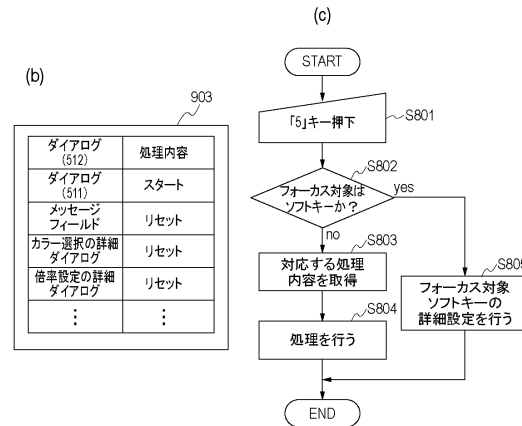 (b)
903
ダイアログ
(512)
処理内容
ダイアログ
(511)
スタート
メッセージ
フィールド
リセット
カラー選択の詳細
ダイアログ
リセット
倍率設定の詳細
ダイアログ
リセット
⋮
⋮
(c)
START
「5」キー押下
S801
S802
フォーカス対象は
ソフトキーか?
yes
no
S803
対応する処理
内容を取得
S804
処理を行う
S805
フォーカス対象
ソフトキーの
詳細設定を行う
END